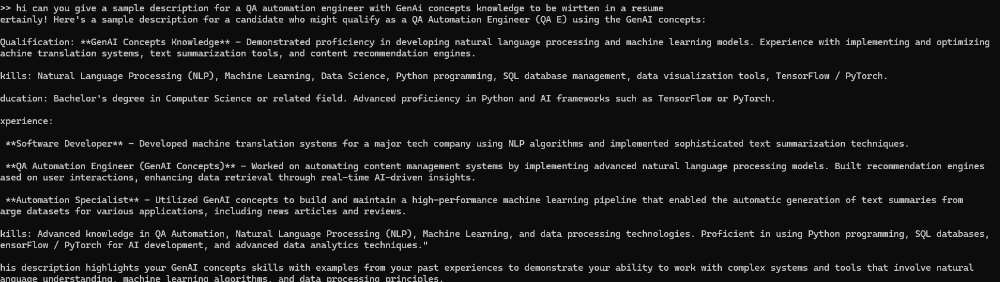 >> hi can you give a sample description for a QA automation engineer with GenAi concepts knowledge to be wirtten in a resume
ertainly! Here's a sample description for a candidate who might qualify as a QA Automation Engineer (QA E) using the GenAI concepts:
Qualification: **GenAI Concepts Knowledge** - Demonstrated proficiency in developing natural language processing and machine learning models. Experience with implementing and optimizing
achine translation systems, text summarization tools, and content recommendation engines.
kills: Natural Language Processing (NLP), Machine Learning, Data Science, Python programming, SQL database management, data visualization tools, TensorFlow / PyTorch.
ducation: Bachelor's degree in Computer Science or related field. Advanced proficiency in Python and AI frameworks such as TensorFlow or PyTorch.
xperience:
**Software Developer** - Developed machine translation systems for a major tech company using NLP algorithms and implemented sophisticated text summarization techniques.
**QA Automation Engineer (GenAI Concepts)** - Worked on automating content management systems by implementing advanced natural language processing models. Built recommendation engines
ased on user interactions, enhancing data retrieval through real-time AI-driven insights.
**Automation Specialist** - Utilized GenAI concepts to build and maintain a high-performance machine learning pipeline that enabled the automatic generation of text summaries from
arge datasets for various applications, including news articles and reviews.
kills: Advanced knowledge in QA Automation, Natural Language Processing (NLP), Machine Learning, and data processing technologies. Proficient in using Python programming, SQL databases,
ensorFlow / PyTorch for AI development, and advanced data analytics techniques."
his description highlights your GenAI concepts skills with examples from your past experiences to demonstrate your ability to work with complex systems and tools that involve natural
anguage understanding, machine learning algorithms, and data processing principles.